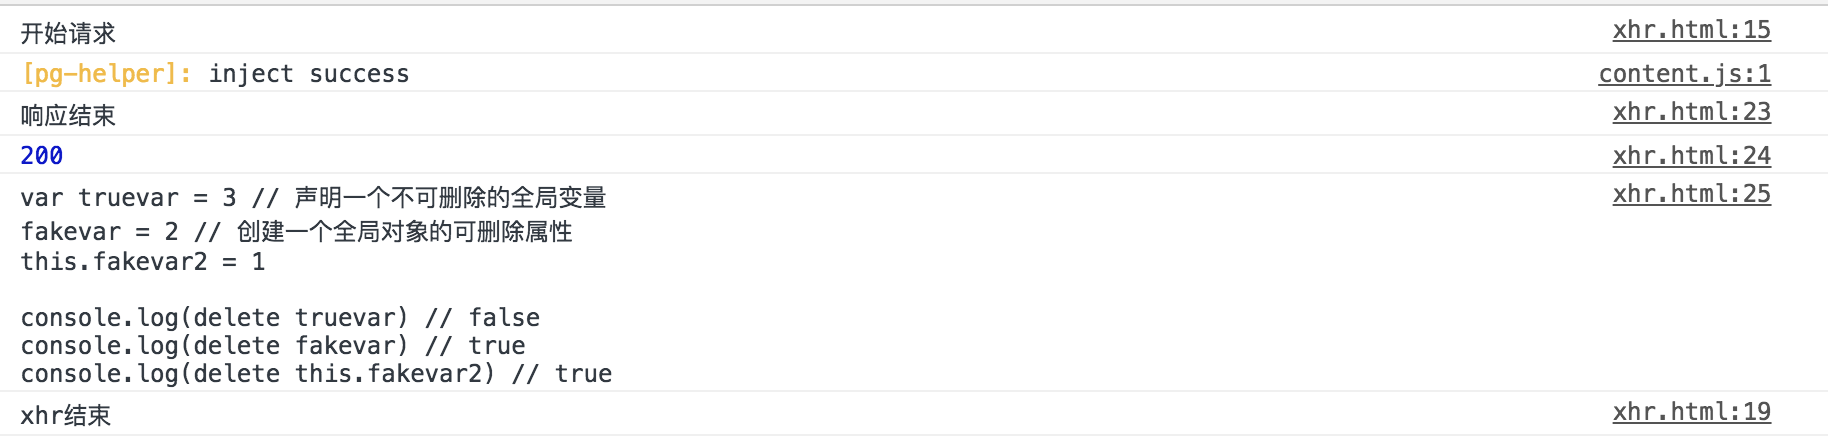 开始请求 xhr.html:15
[pg-helper]: inject success content.js:1
响应结束 xhr.html:23
200 xhr.html:24
var truevar = 3 // 声明一个不可删除的全局变量 xhr.html:25
fakevar = 2 // 创建一个全局对象的可删除属性
this.fakevar2 = 1
console.log(delete truevar) // false
console.log(delete fakevar) // true
console.log(delete this.fakevar2) // true
xhr结束 xhr.html:19